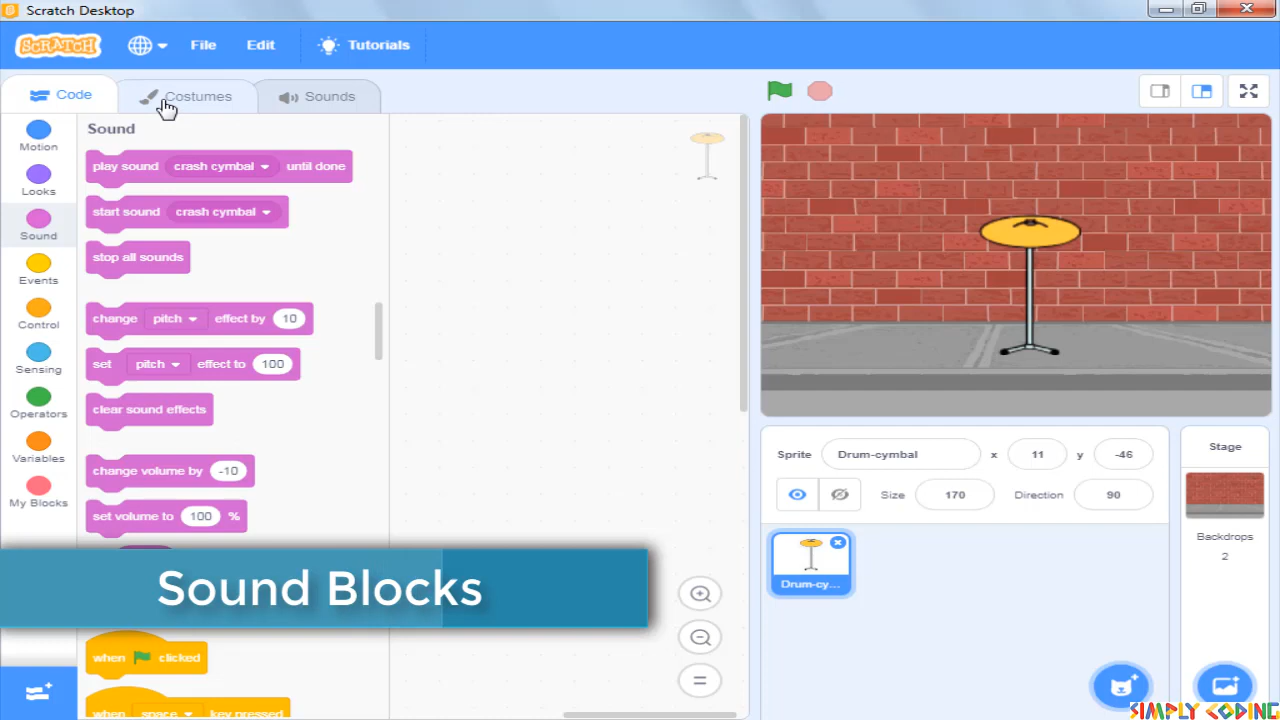 Scratch Desktop
SCRATCH
File
Edit
Tutorials
Code
Costumes
Sounds
Motion
Looks
Sound
Events
Control
Sensing
Operators
Variables
My Blocks
Sound
play sound crash cymbal until done
start sound crash cymbal
stop all sounds
change pitch effect by 10
set pitch effect to 100
clear sound effects
change volume by -10
set volume to 100 %
Sound Blocks
when clicked
when space key pressed
Sprite Drum-cymbal x 11 y -46
Size 170 Direction 90
Drum-cy...
Stage
Backdrops
2
SIMPLY CODING